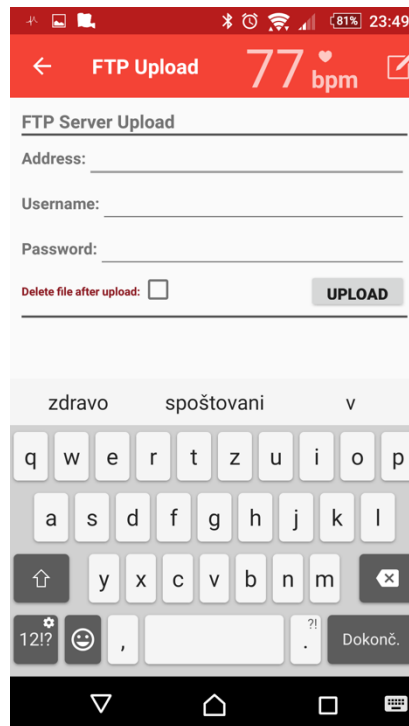 81% 23:49
FTP Upload 77 bpm
FTP Server Upload
Address:
Username:
Password:
Delete file after upload: UPLOAD
zdravo spoštovani v
q w e r t z u i o p
a s d f g h j k l
y x c v b n m
12!? , ?! . Dokonč.